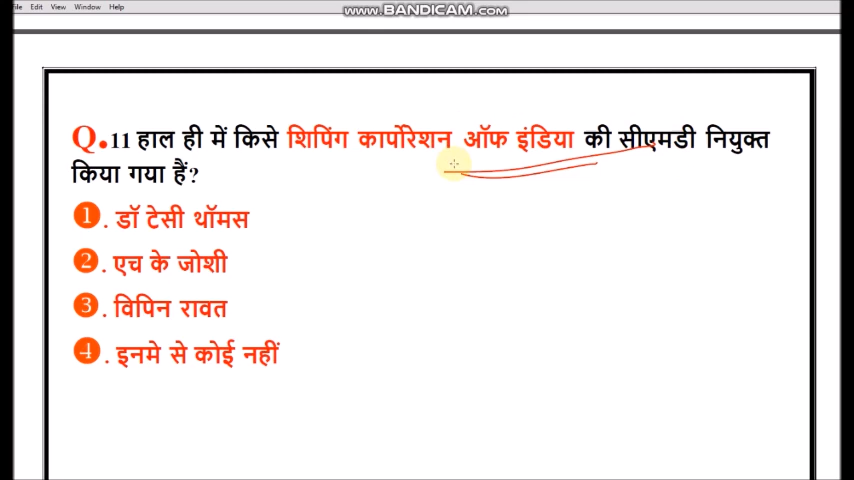 File Edit View Window Help
www.BANDICAM.com
Q.11 हाल ही में किसे शिपिंग कार्पोरेशन ऑफ इंडिया की सीएमडी नियुक्त
किया गया हैं?
1. डॉ टेसी थॉमस
2. एच के जोशी
3. विपिन रावत
4. इनमे से कोई नहीं